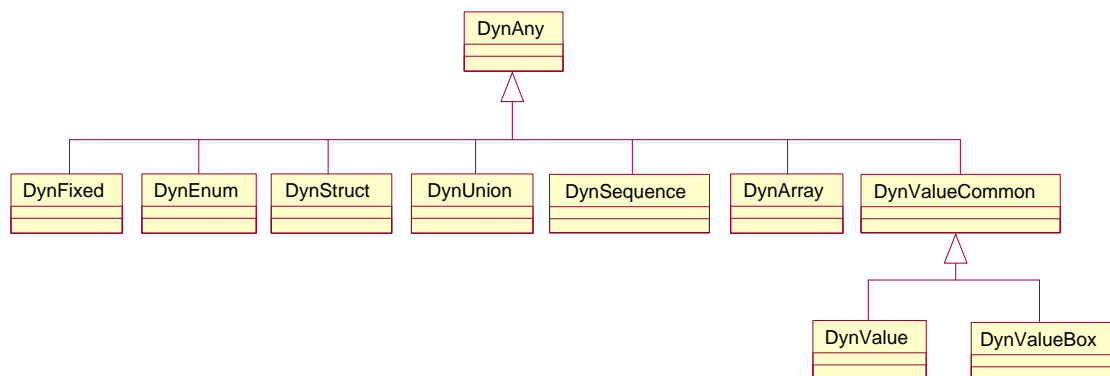 DynAny
DynFixed
DynEnum
DynStruct
DynUnion
DynSequence
DynArray
DynValueCommon
DynValue
DynValueBox